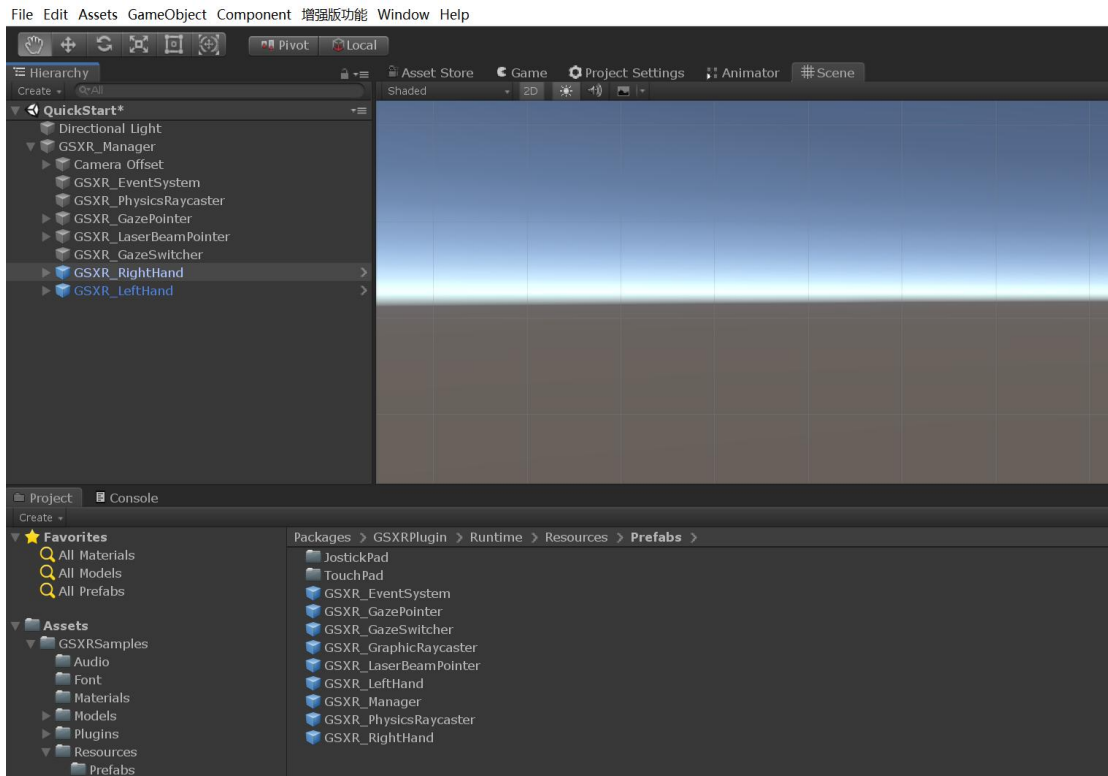 File Edit Assets GameObject Component 增强版功能 Window Help
Pivot Local
Hierarchy
Create All
QuickStart*
Directional Light
GSXR_Manager
Camera Offset
GSXR_EventSystem
GSXR_PhysicsRaycaster
GSXR_GazePointer
GSXR_LaserBeamPointer
GSXR_GazeSwitcher
GSXR_RightHand
GSXR_LeftHand
Asset Store Game Project Settings Animator Scene
Shaded 2D
Project Console
Create
Favorites
All Materials
All Models
All Prefabs
Assets
GSXRSamples
Audio
Font
Materials
Models
Plugins
Resources
Prefabs
Packages > GSXRPlugin > Runtime > Resources > Prefabs >
JostickPad
TouchPad
GSXR_EventSystem
GSXR_GazePointer
GSXR_GazeSwitcher
GSXR_GraphicRaycaster
GSXR_LaserBeamPointer
GSXR_LeftHand
GSXR_Manager
GSXR_PhysicsRaycaster
GSXR_RightHand